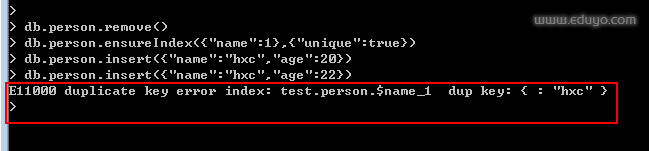 >
www.eduyo.com
> db.person.remove()
> db.person.ensureIndex({"name":1},{"unique":true})
> db.person.insert({"name":"hxc","age":20})
> db.person.insert({"name":"hxc","age":22})
E11000 duplicate key error index: test.person.$name_1  dup key: { : "hxc" }
>